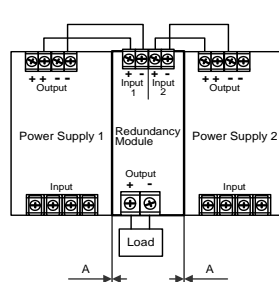 + + - -
Output
+ - + -
Input 1
Input 2
+ + - -
Output
Power Supply 1
Redundancy Module
Power Supply 2
Input
Output
+ -
Input
Load
A
A